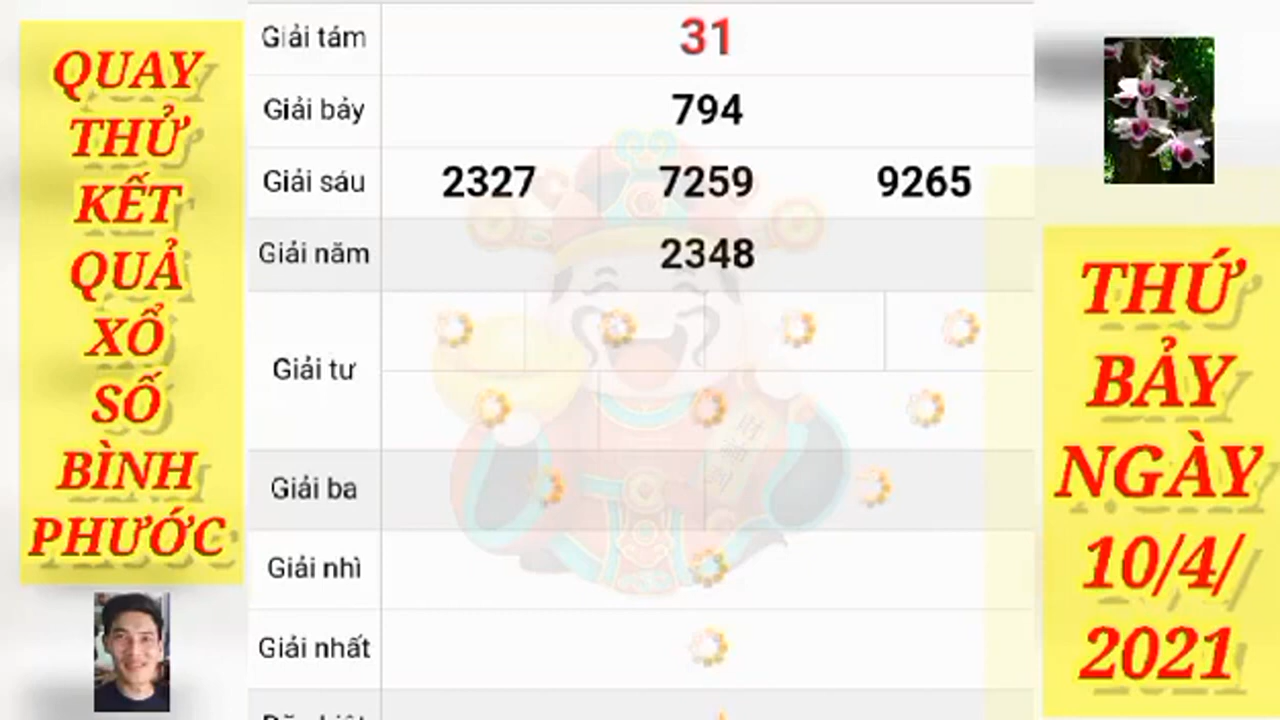 QUAY
THỬ
KẾT
QUẢ
XỔ
SỐ
BÌNH
PHƯỚC
Giải tám 31
Giải bảy 794
Giải sáu 2327 7259 9265
Giải năm 2348
Giải tư
Giải ba
Giải nhì
Giải nhất
THỨ
BẢY
NGÀY
10/4/
2021